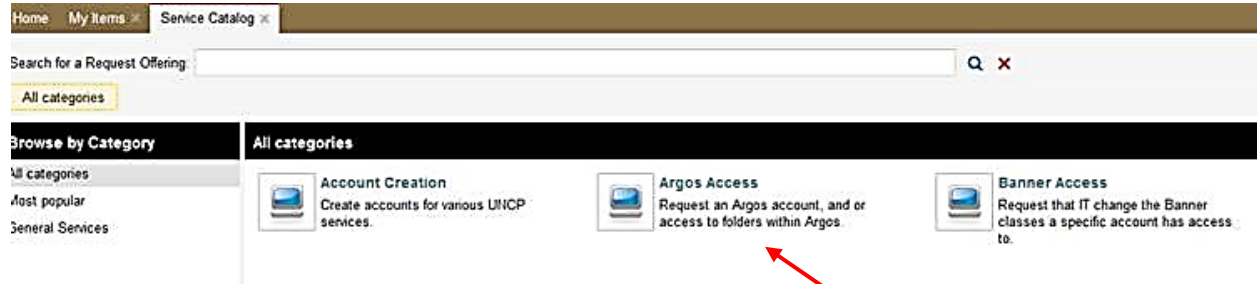 Home My Items × Service Catalog ×
Search for a Request Offering:
All categories
Browse by Category
All categories
All categories
Most popular
General Services
Account Creation
Create accounts for various UNCP
services.
Argos Access
Request an Argos account, and or
access to folders within Argos.
Banner Access
Request that IT change the Banner
classes a specific account has access
to.